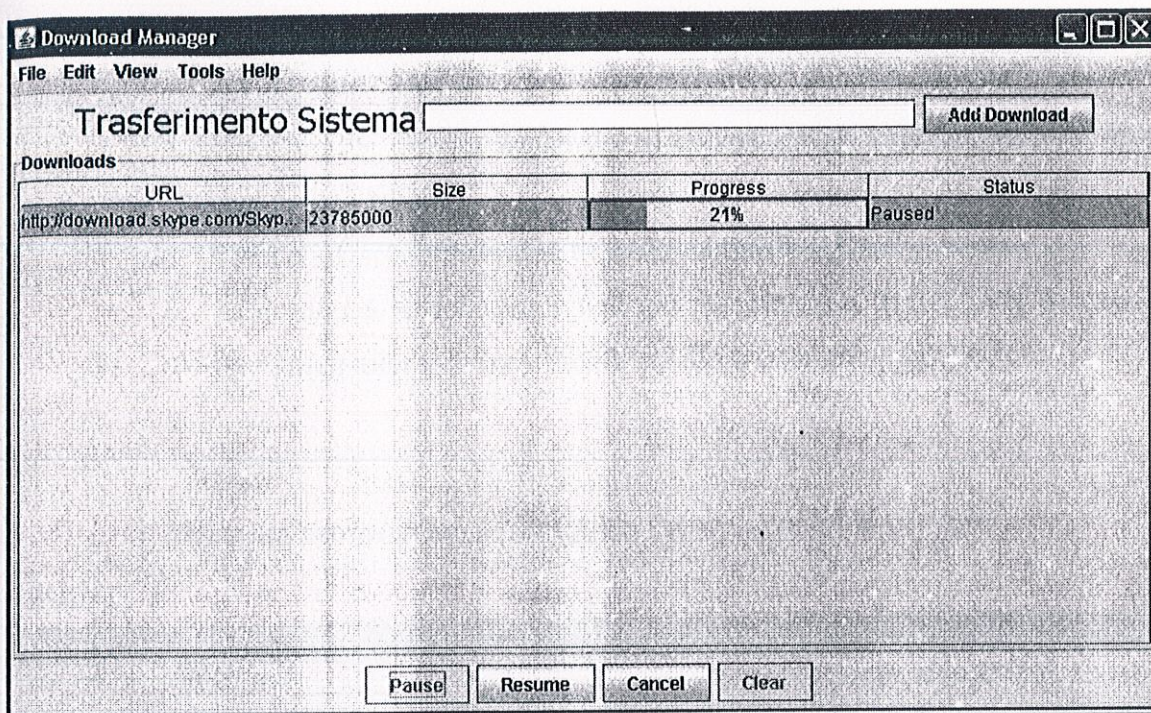 Download Manager
File Edit View Tools Help
Trasferimento Sistema Add Download
Downloads
URL Size Progress Status
http://download.skype.com/Skyp... 23785000 21% Paused
Pause Resume Cancel Clear